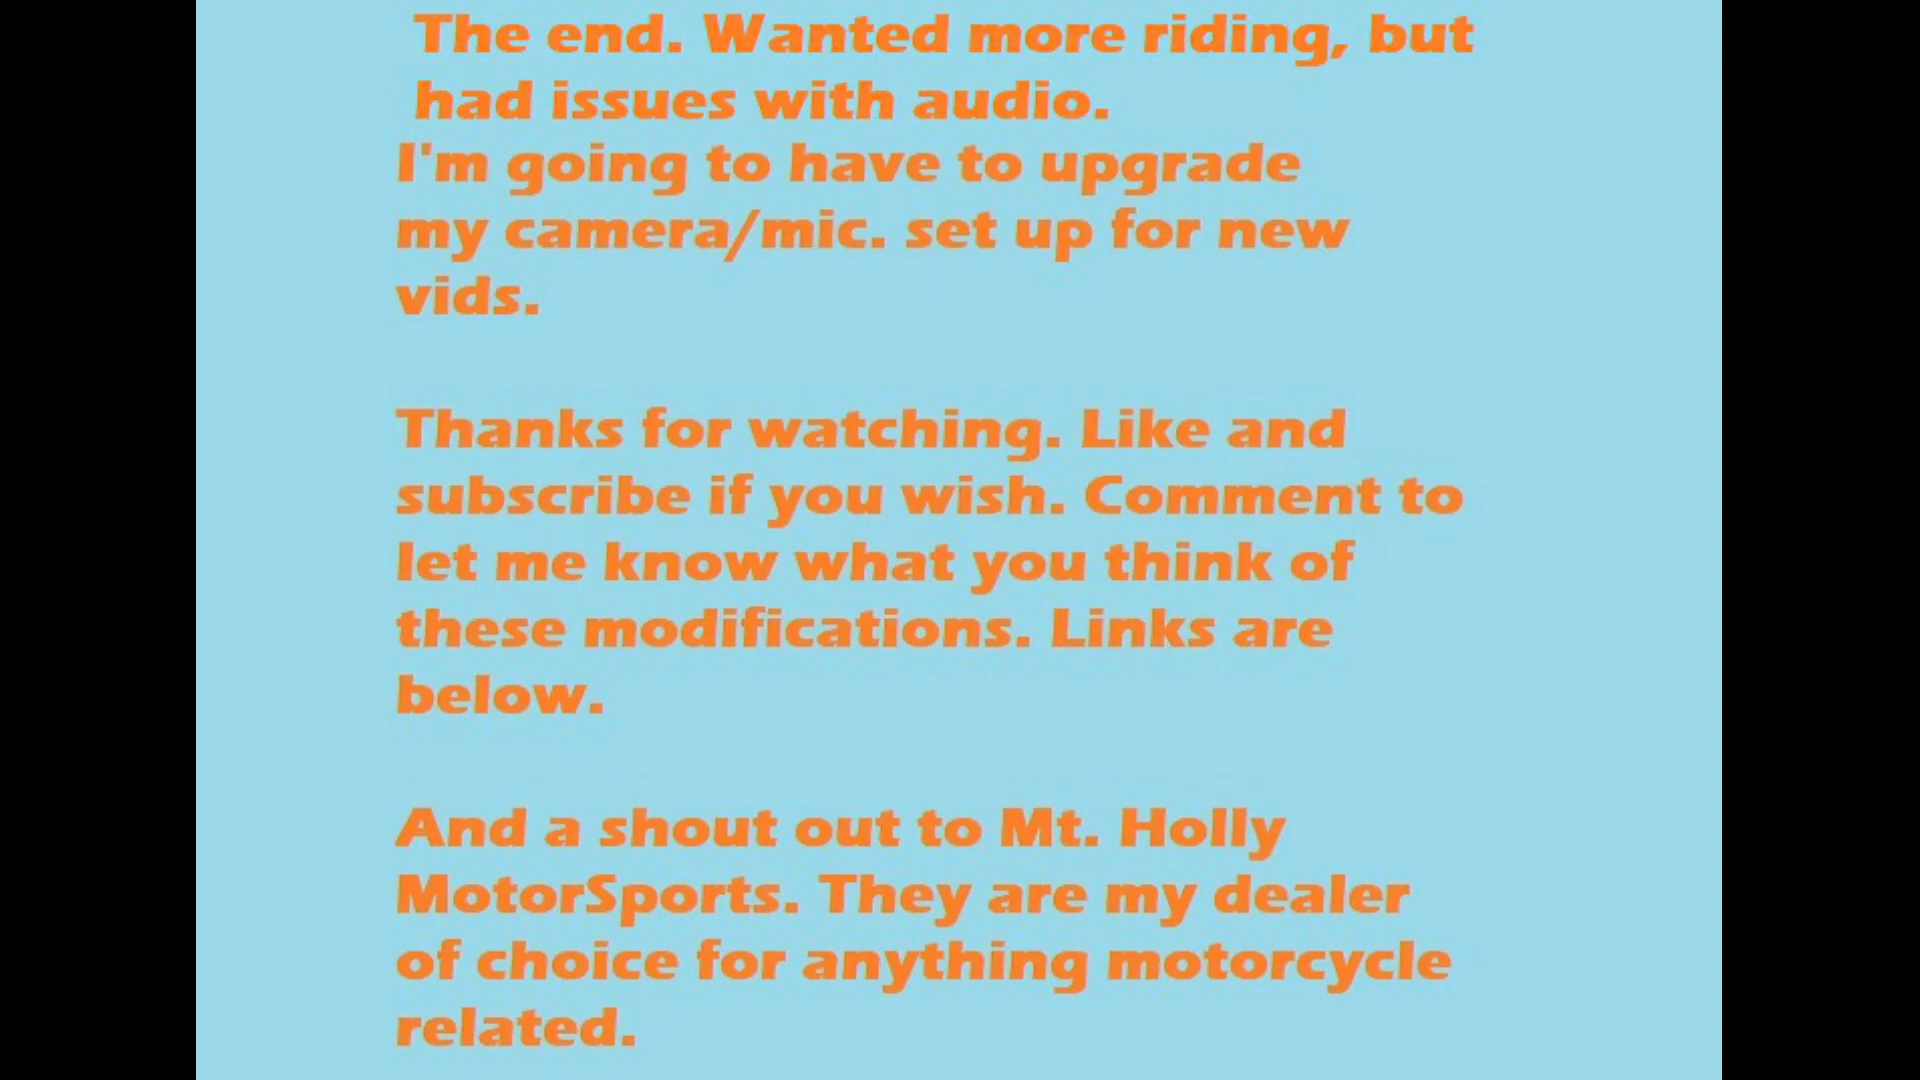 The end. Wanted more riding, but
had issues with audio.
I'm going to have to upgrade
my camera/mic. set up for new
vids.
Thanks for watching. Like and
subscribe if you wish. Comment to
let me know what you think of
these modifications. Links are
below.
And a shout out to Mt. Holly
MotorSports. They are my dealer
of choice for anything motorcycle
related.